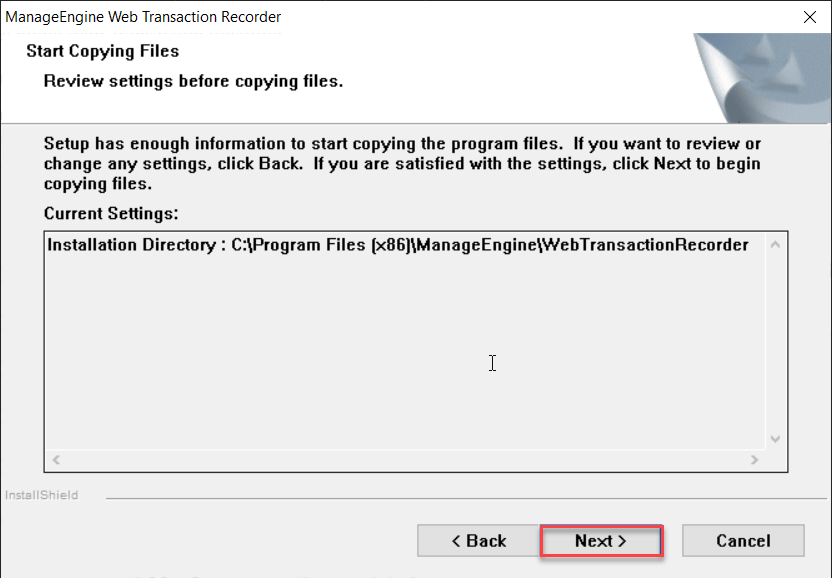 ManageEngine Web Transaction Recorder
Start Copying Files
Review settings before copying files.
Setup has enough information to start copying the program files.  If you want to review or
change any settings, click Back.  If you are satisfied with the settings, click Next to begin
copying files.
Current Settings:
Installation Directory : C:\Program Files (x86)\ManageEngine\WebTransactionRecorder
InstallShield
< Back
Next >
Cancel